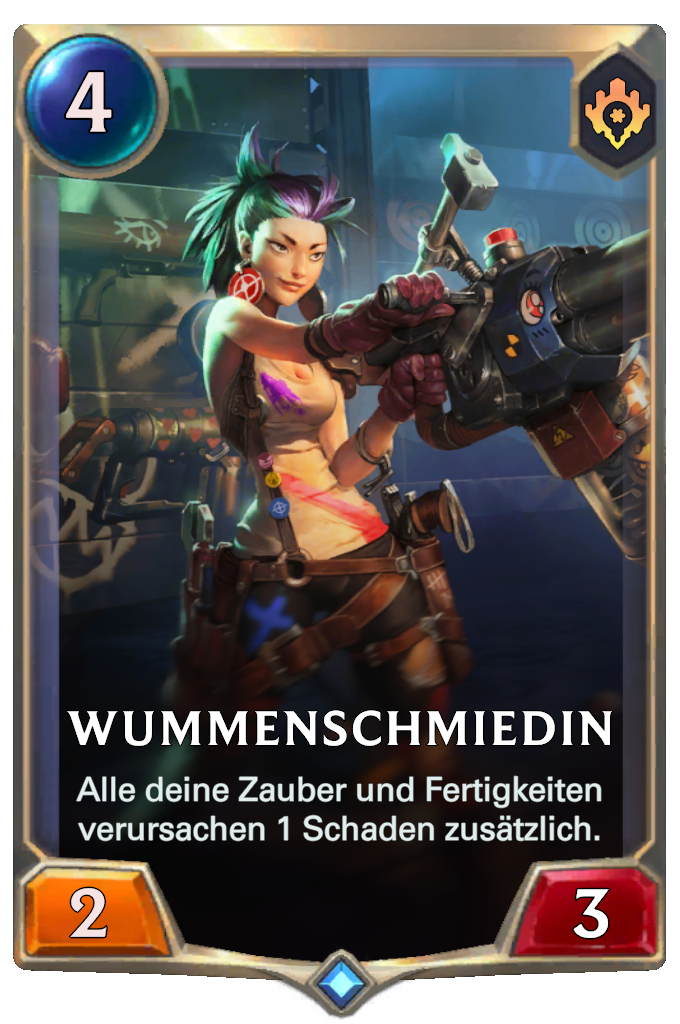 4
WUMMENSCHMIEDIN
Alle deine Zauber und Fertigkeiten
verursachen 1 Schaden zusätzlich.
2
3